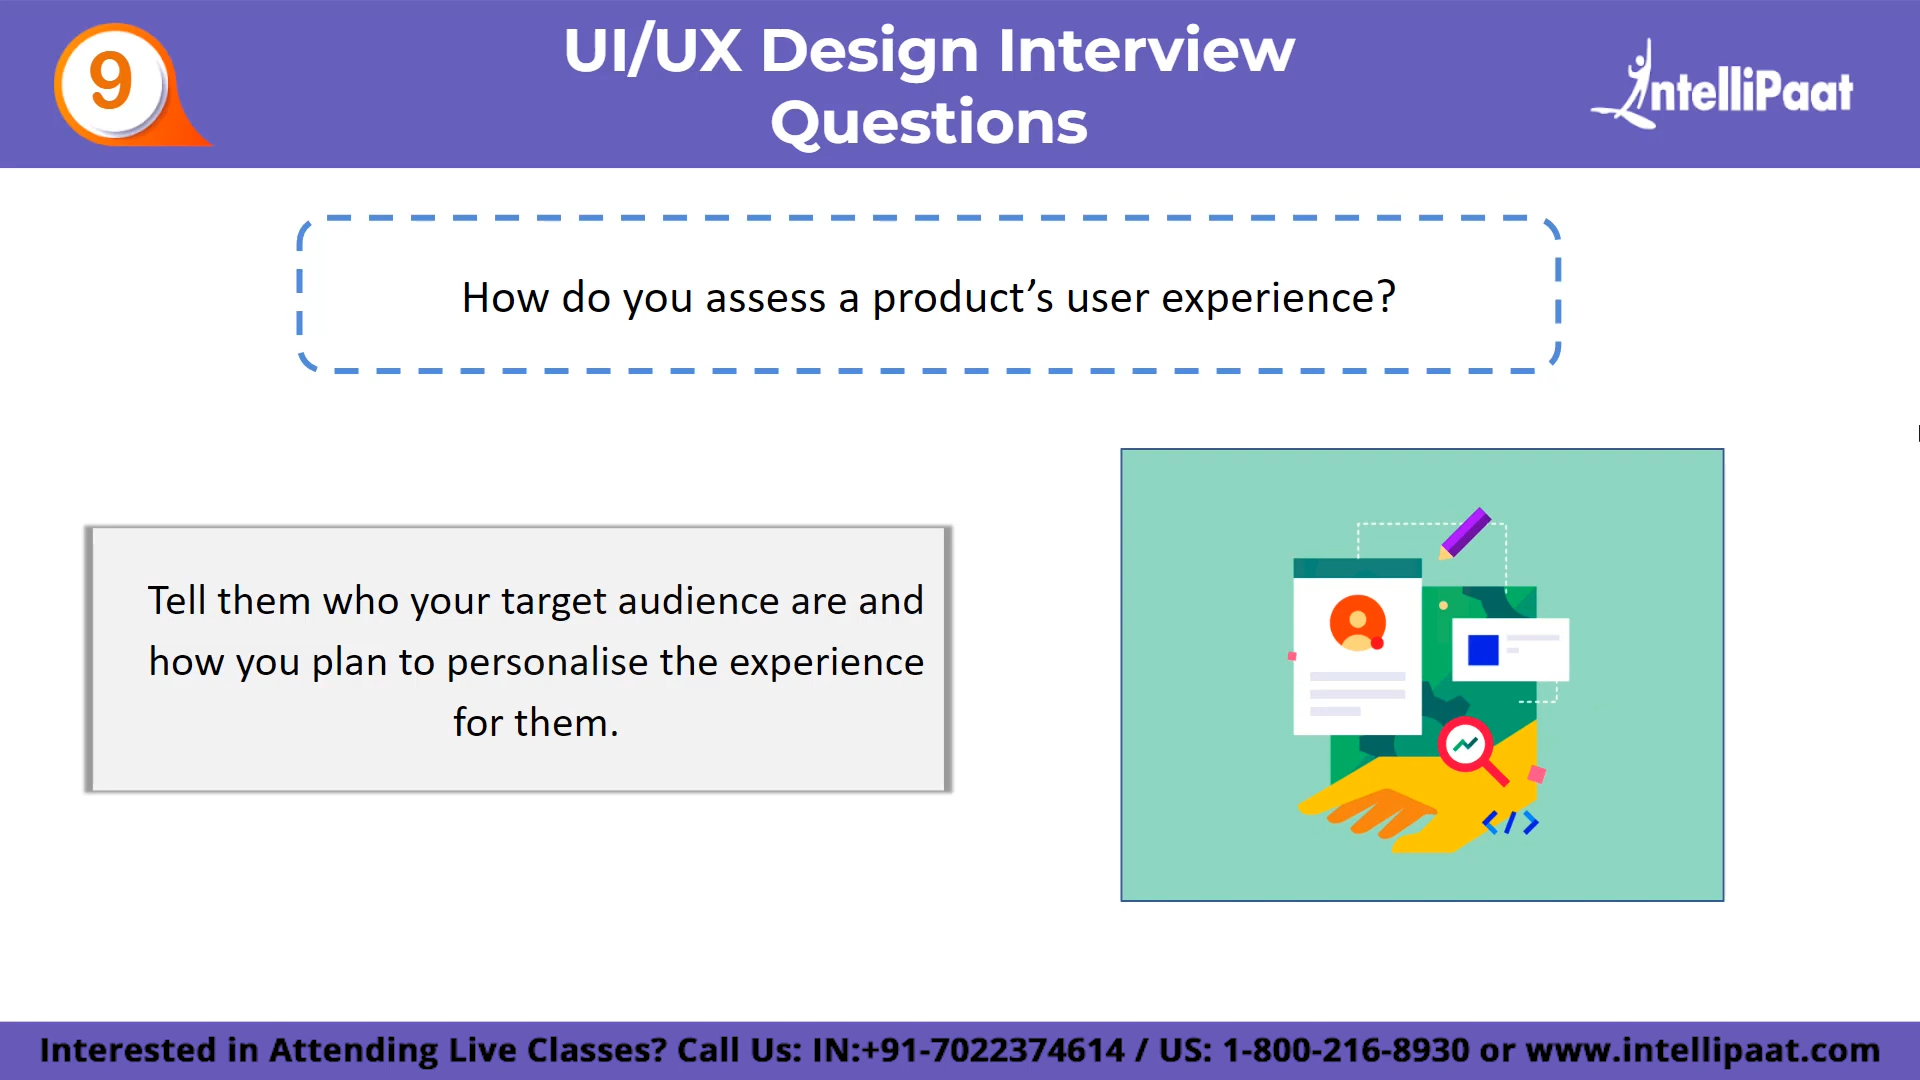 9
UI/UX Design Interview
Questions
IntelliPaat
How do you assess a product’s user experience?
Tell them who your target audience are and
how you plan to personalise the experience
for them.
</>
Interested in Attending Live Classes? Call Us: IN:+91-7022374614 / US: 1-800-216-8930 or www.intellipaat.com